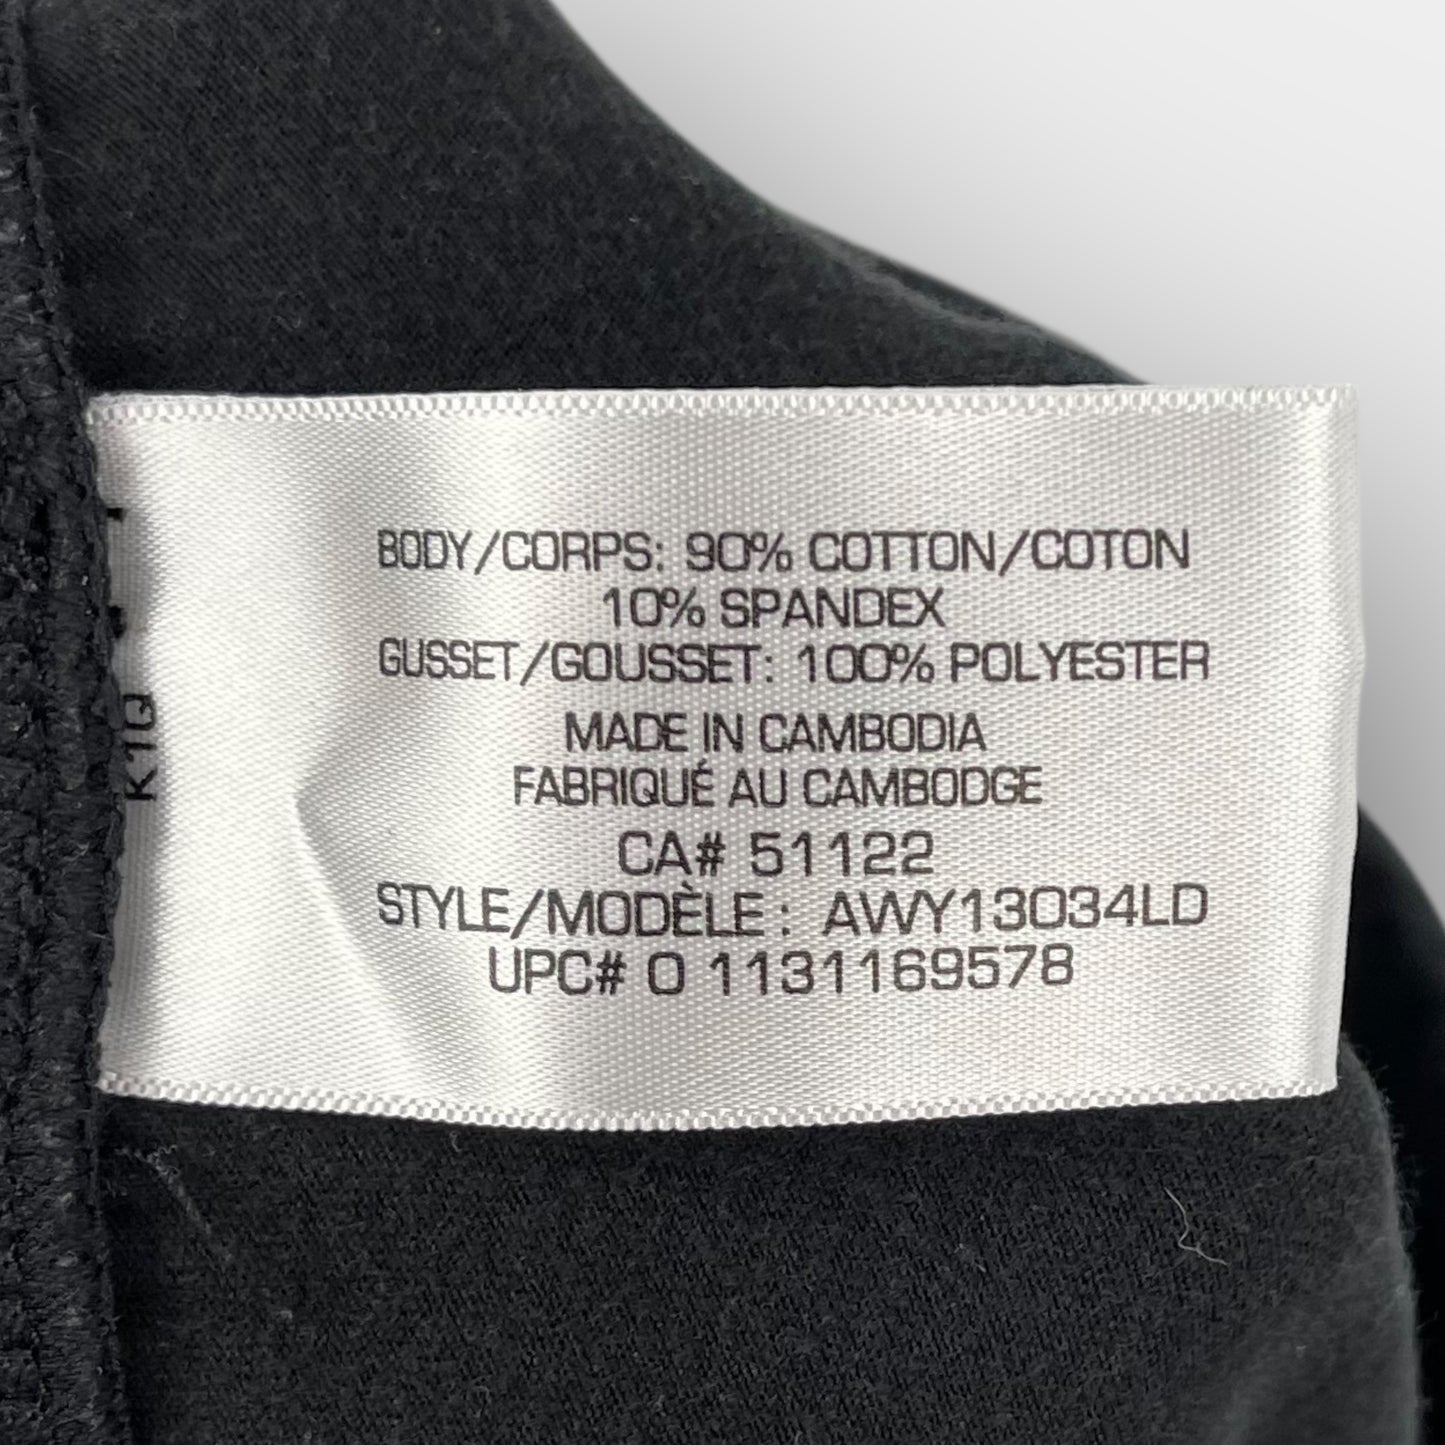 BODY/CORPS: 90% COTTON/COTON
10% SPANDEX
GUSSET/GOUSSET: 100% POLYESTER
MADE IN CAMBODIA
FABRIQUÉ AU CAMBODGE
CA# 51122
STYLE/MODÈLE: AWY13034LD
UPC# 0 1131169578
K1Q